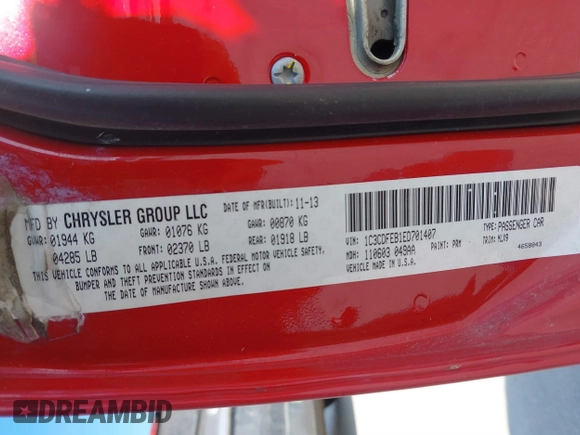 MFD BY CHRYSLER GROUP LLC DATE OF MFR(BUILT): 11-13
GVWR: 01944 KG GAWR: 01076 KG GAWR: 00870 KG
04285 LB FRONT: 02370 LB REAR: 01918 LB
THIS VEHICLE CONFORMS TO ALL APPLICABLE U.S.A. FEDERAL MOTOR VEHICLE SAFETY,
BUMPER AND THEFT PREVENTION STANDARDS IN EFFECT ON
THE DATE OF MANUFACTURE SHOWN ABOVE.
VIN: 1C3CDFEB1ED701407 TYPE: PASSENGER CAR
MDH: 110603 049AA PAINT: PRM TRIM: MLX9
VEHICLE MADE IN U.S.A. 4658043
DREAMBID